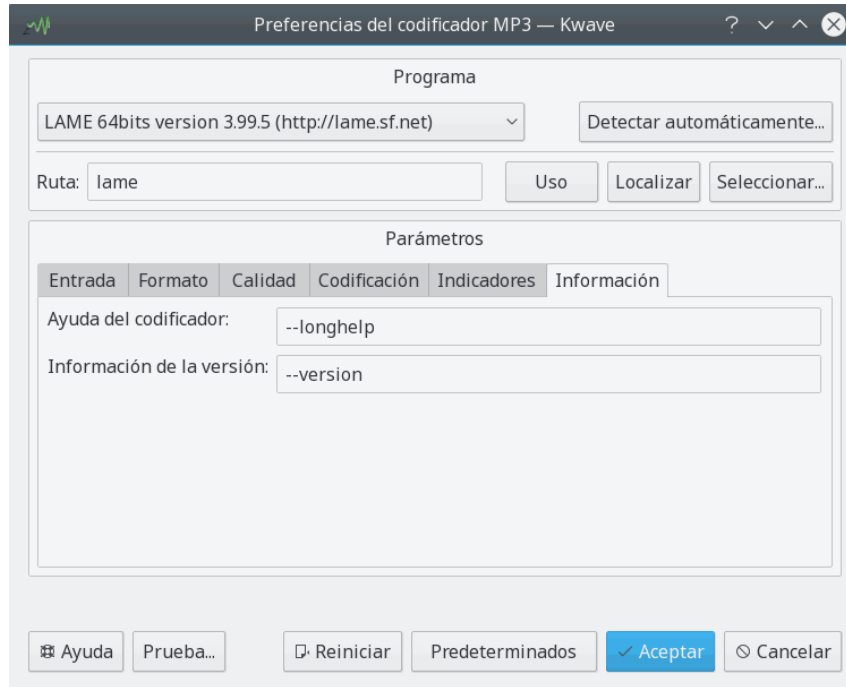 Preferencias del codificador MP3 — Kwave
Programa
LAME 64bits version 3.99.5 (http://lame.sf.net)
Detectar automáticamente...
Ruta: lame
Uso
Localizar
Seleccionar...
Parámetros
Entrada Formato Calidad Codificación Indicadores Información
Ayuda del codificador: --longhelp
Información de la versión: --version
Ayuda
Prueba...
Reiniciar
Predeterminados
Aceptar
Cancelar